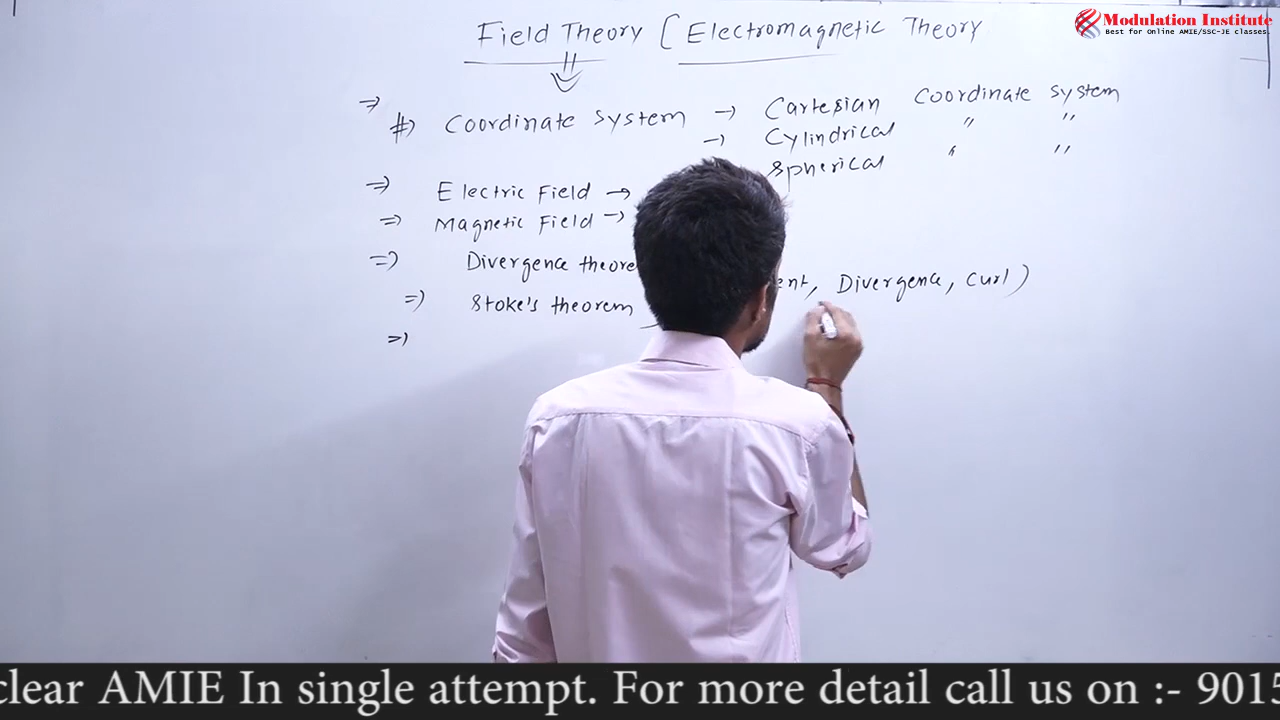 Field Theory [ Electromagnetic Theory
Modulation Institute
Best for Online AMIE/SSC-JE classes.
⇓
⇒ #) Coordinate System → Cartesian Coordinate System
→ Cylindrical " "
Spherical " "
⇒ Electric Field →
⇒ Magnetic Field →
⇒ Divergence theore
ent, Divergence, Curl)
⇒ Stoke's theorem
⇒
clear AMIE In single attempt. For more detail call us on :- 9015